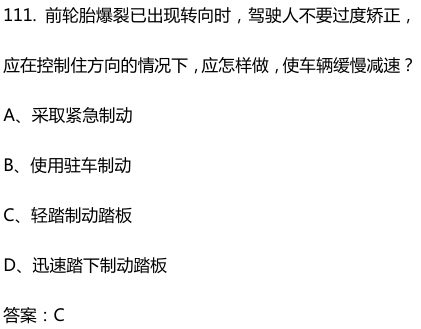 111. 前轮胎爆裂已出现转向时，驾驶人不要过度矫正，
应在控制住方向的情况下，应怎样做，使车辆缓慢减速？
A、采取紧急制动
B、使用驻车制动
C、轻踏制动踏板
D、迅速踏下制动踏板
答案：C